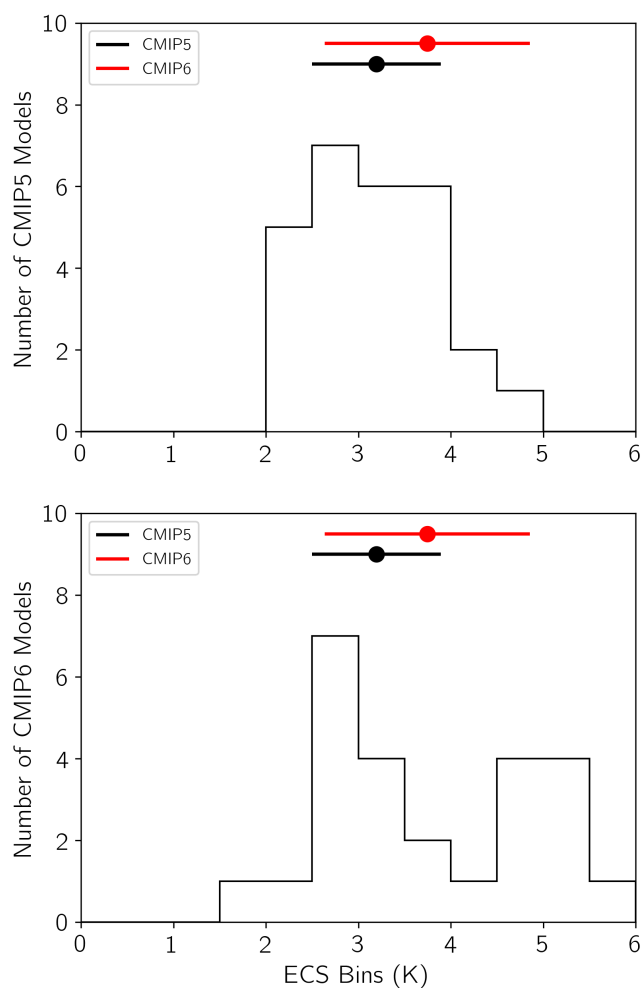 10
CMIP5
CMIP6
8
6
4
2
0
Number of CMIP5 Models
0 1 2 3 4 5 6
10
CMIP5
CMIP6
8
6
4
2
0
Number of CMIP6 Models
0 1 2 3 4 5 6
ECS Bins (K)